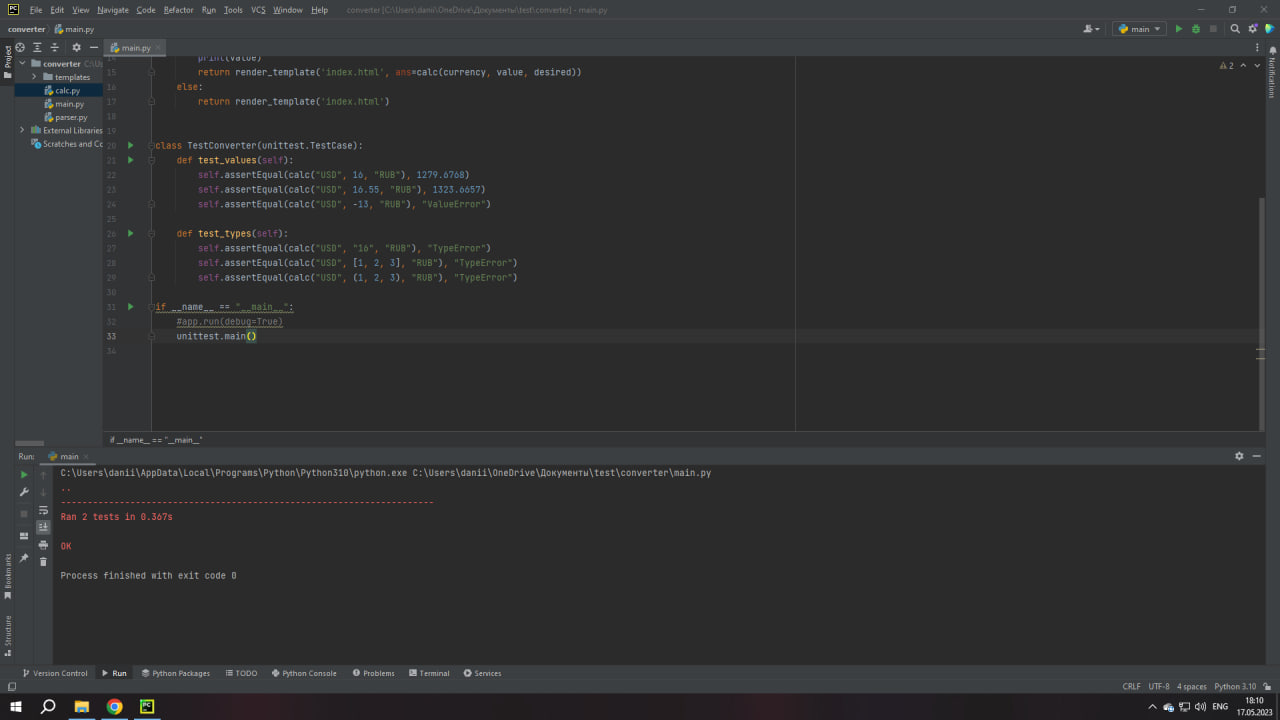 File Edit View Navigate Code Refactor Run Tools VCS Window Help converter [C:\Users\danii\OneDrive\Документы\test\converter] - main.py
converter main.py main
Project
converter C:\Us
templates
calc.py
main.py
parser.py
External Libraries
Scratches and Co
main.py
2
Notifications
14 print(value)
15 return render_template('index.html', ans=calc(currency, value, desired))
16 else:
17 return render_template('index.html')
18
19
20 class TestConverter(unittest.TestCase):
21 def test_values(self):
22 self.assertEqual(calc("USD", 16, "RUB"), 1279.6768)
23 self.assertEqual(calc("USD", 16.55, "RUB"), 1323.6657)
24 self.assertEqual(calc("USD", -13, "RUB"), "ValueError")
25
26 def test_types(self):
27 self.assertEqual(calc("USD", "16", "RUB"), "TypeError")
28 self.assertEqual(calc("USD", [1, 2, 3], "RUB"), "TypeError")
29 self.assertEqual(calc("USD", (1, 2, 3), "RUB"), "TypeError")
30
31 if __name__ == "__main__":
32 #app.run(debug=True)
33 unittest.main()
34
if __name__ == "__main__"
Run: main
C:\Users\danii\AppData\Local\Programs\Python\Python310\python.exe C:\Users\danii\OneDrive\Документы\test\converter\main.py
..
----------------------------------------------------------------------
Ran 2 tests in 0.367s
OK
Process finished with exit code 0
Bookmarks
Structure
Version Control Run Python Packages TODO Python Console Problems Terminal Services
CRLF UTF-8 4 spaces Python 3.10
ENG
18:10
17.05.2023